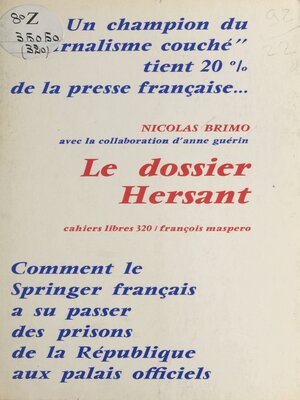 8° Z
35050
(320)
Un champion du
rnalisme couché"
tient 20 %
de la presse française...
NICOLAS BRIMO
avec la collaboration d'anne guérin
Le dossier
Hersant
cahiers libres 320 / françois maspero
Comment le
Springer français
a su passer
des prisons
de la République
aux palais officiels